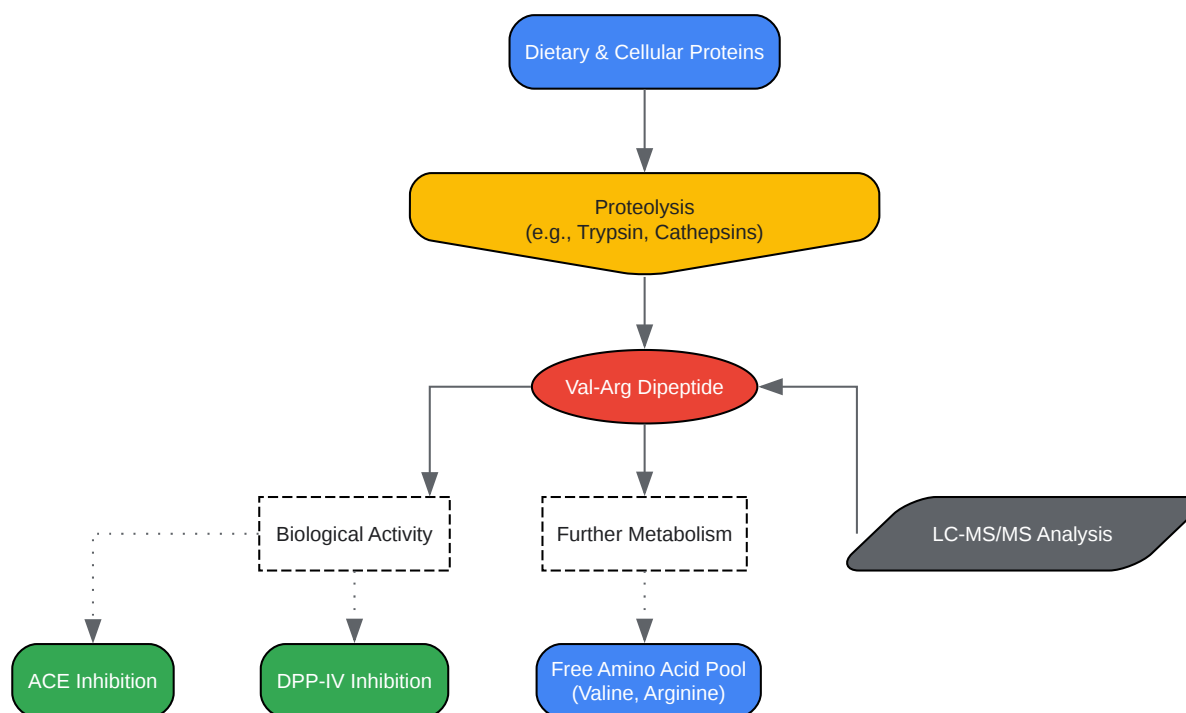 Dietary & Cellular Proteins
Proteolysis
(e.g., Trypsin, Cathepsins)
Val-Arg Dipeptide
Biological Activity
Further Metabolism
LC-MS/MS Analysis
ACE Inhibition
DPP-IV Inhibition
Free Amino Acid Pool
(Valine, Arginine)